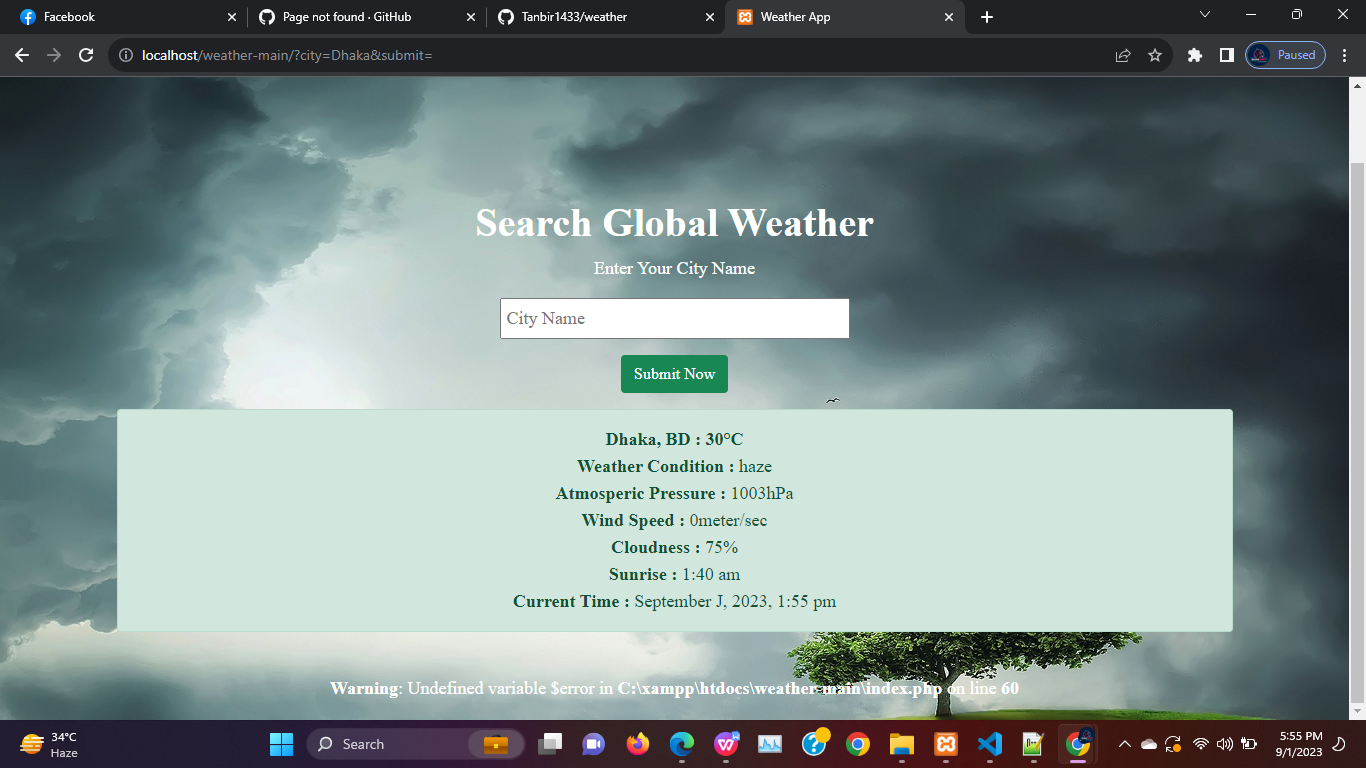 Facebook
Page not found · GitHub
Tanbir1433/weather
Weather App
localhost/weather-main/?city=Dhaka&submit=
Paused
Search Global Weather
Enter Your City Name
City Name
Submit Now
Dhaka, BD : 30°C
Weather Condition : haze
Atmosperic Pressure : 1003hPa
Wind Speed : 0meter/sec
Cloudness : 75%
Sunrise : 1:40 am
Current Time : September J, 2023, 1:55 pm
Warning: Undefined variable $error in C:\xampp\htdocs\weather-main\index.php on line 60
34°C
Haze
Search
5:55 PM
9/1/2023